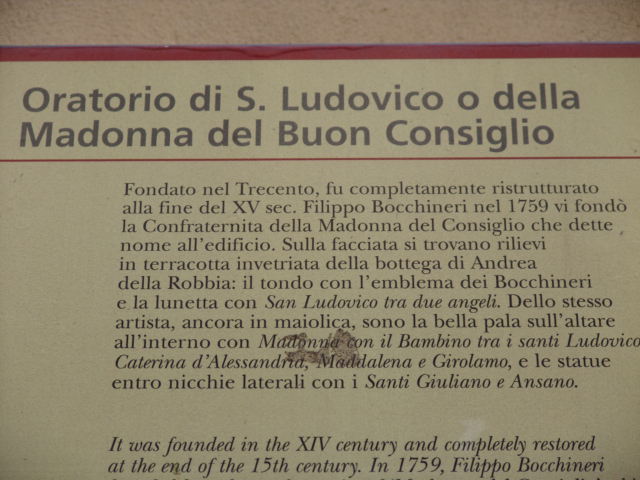 Oratorio di S. Ludovico o della
Madonna del Buon Consiglio
Fondato nel Trecento, fu completamente ristrutturato
alla fine del XV sec. Filippo Bocchineri nel 1759 vi fondò
la Confraternita della Madonna del Consiglio che dette
nome all'edificio. Sulla facciata si trovano rilievi
in terracotta invetriata della bottega di Andrea
della Robbia: il tondo con l'emblema dei Bocchineri
e la lunetta con San Ludovico tra due angeli. Dello stesso
artista, ancora in maiolica, sono la bella pala sull'altare
all'interno con Madonna con il Bambino tra i santi Ludovico
Caterina d'Alessandria, Maddalena e Girolamo, e le statue
entro nicchie laterali con i Santi Giuliano e Ansano.
It was founded in the XIV century and completely restored
at the end of the 15th century. In 1759, Filippo Bocchineri